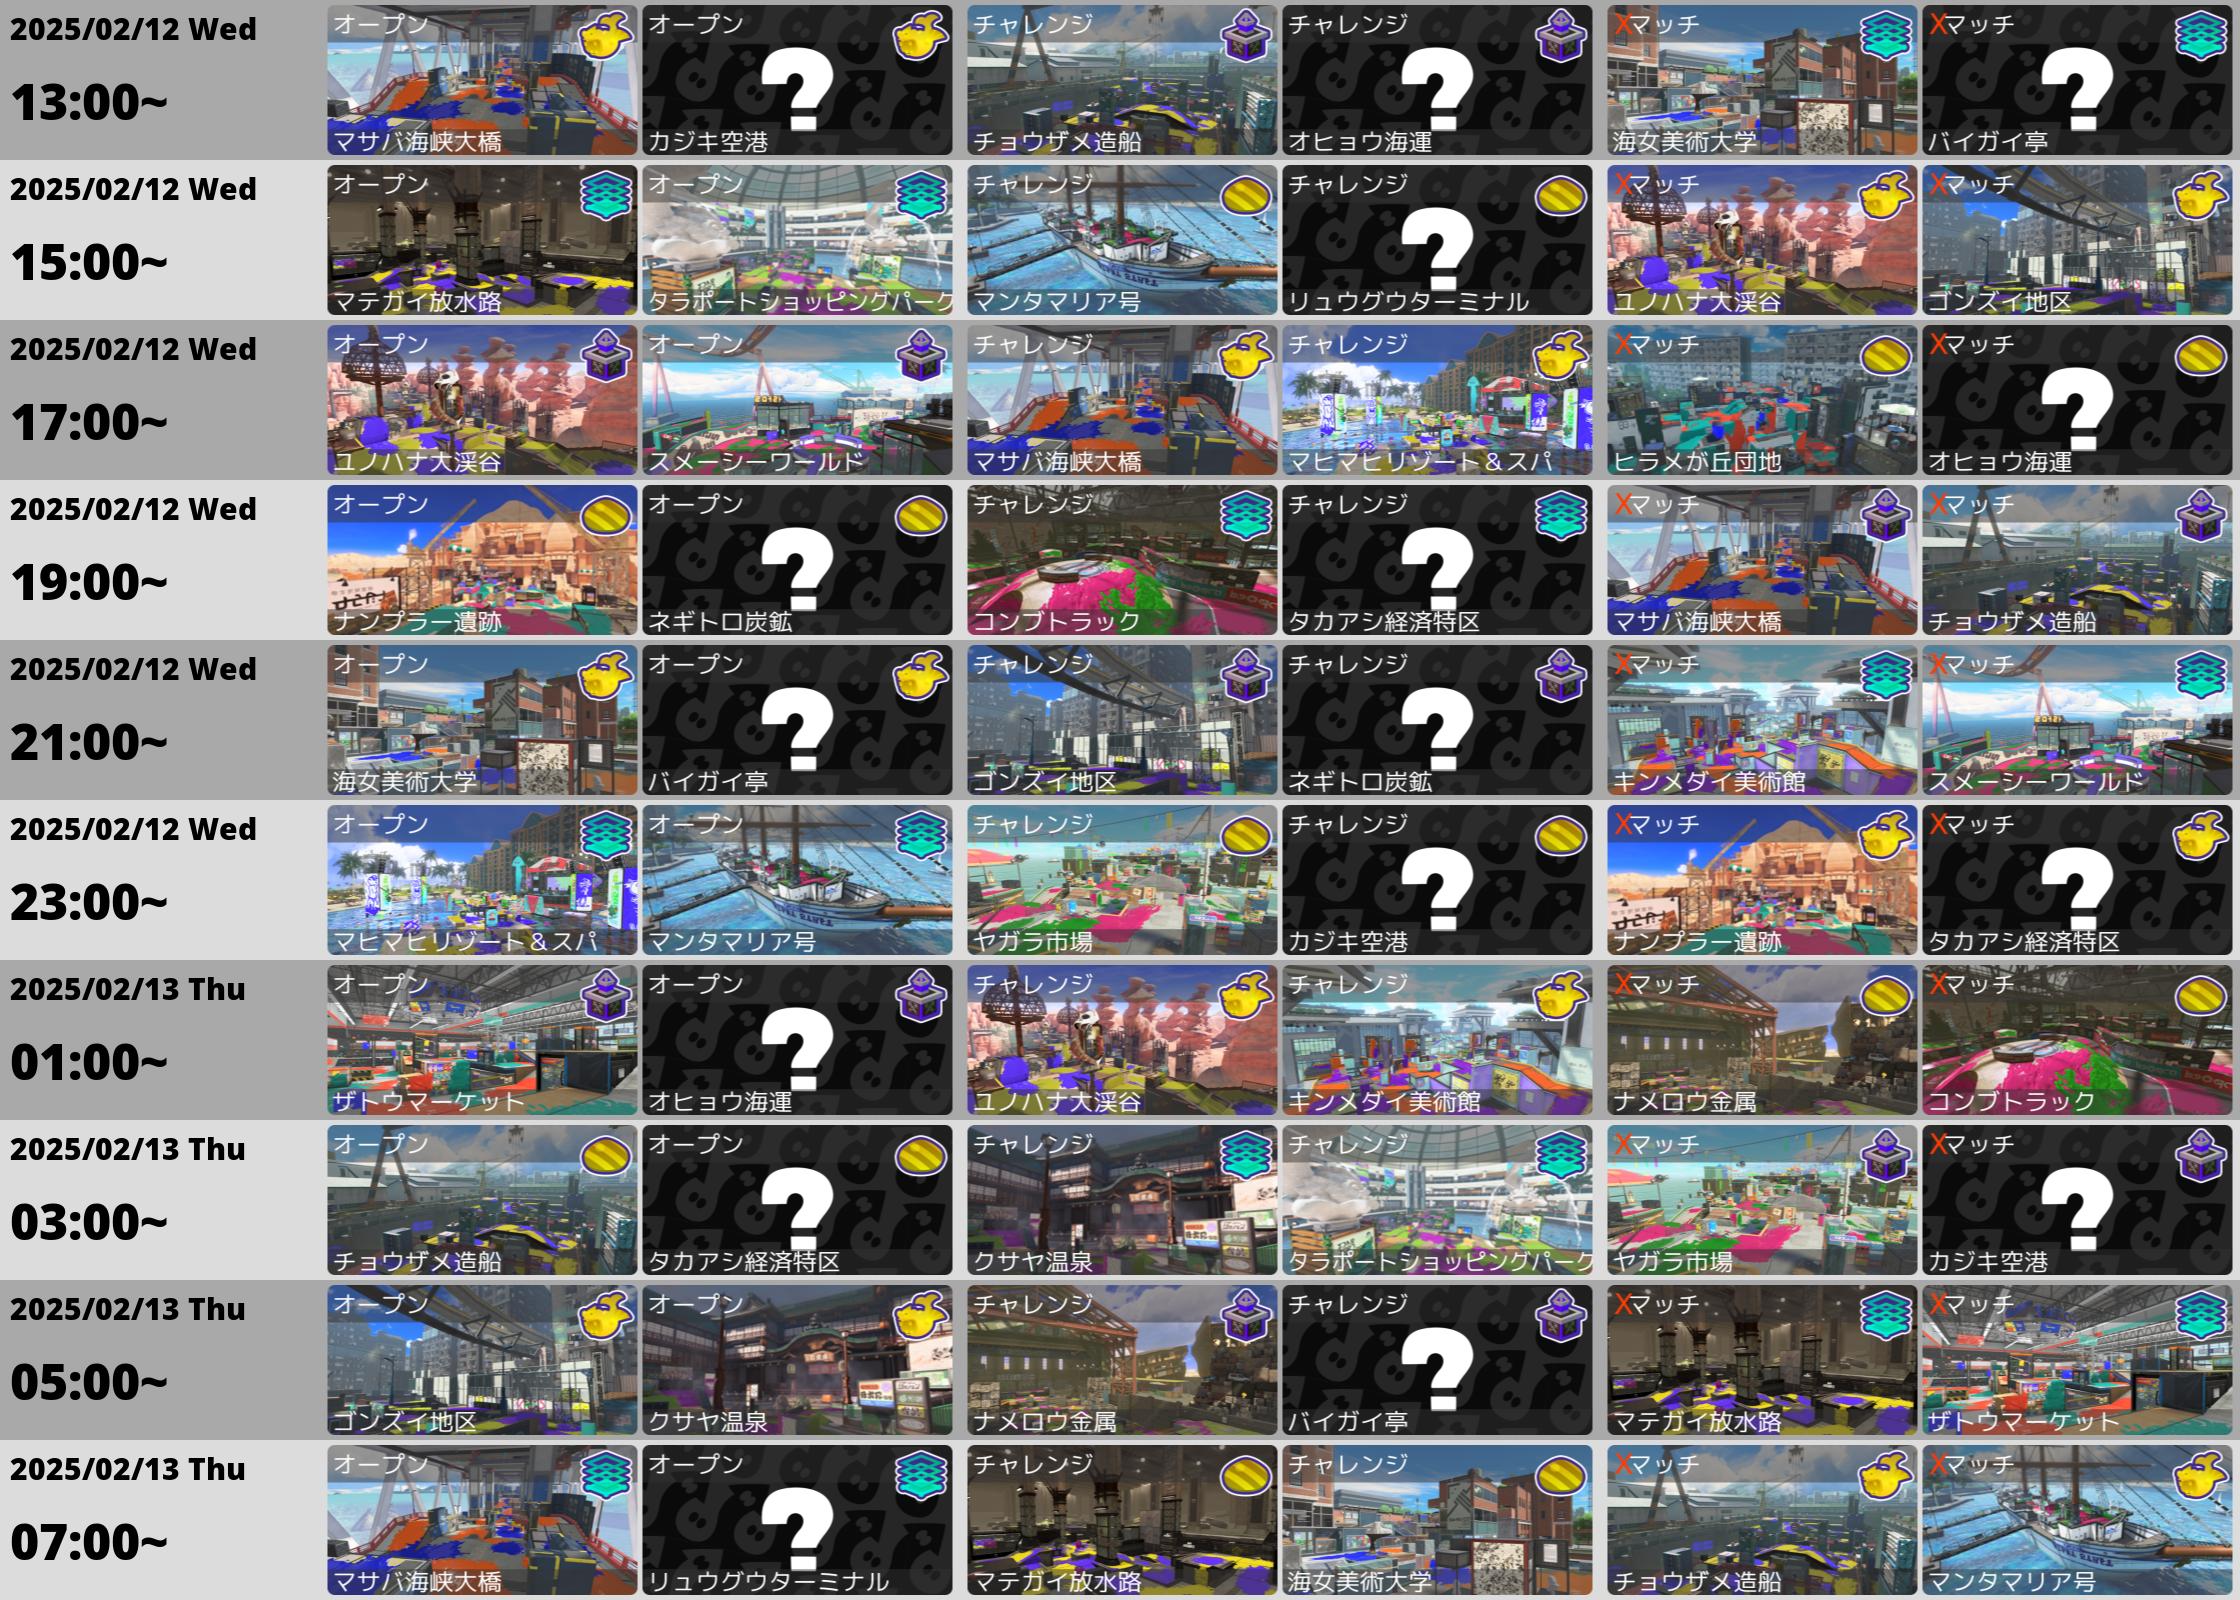 2025/02/12 Wed
13:00~
オープン
マサバ海峡大橋
オープン
カジキ空港
チャレンジ
チョウザメ造船
チャレンジ
オヒョウ海運
Xマッチ
海女美術大学
Xマッチ
バイガイ亭
2025/02/12 Wed
15:00~
オープン
マテガイ放水路
オープン
タラポートショッピングパーク
チャレンジ
マンタマリア号
チャレンジ
リュウグウターミナル
Xマッチ
ユノハナ大渓谷
Xマッチ
ゴンズイ地区
2025/02/12 Wed
17:00~
オープン
ユノハナ大渓谷
オープン
スメーシーワールド
チャレンジ
マサバ海峡大橋
チャレンジ
マヒマヒリゾート＆スパ
Xマッチ
ヒラメが丘団地
Xマッチ
オヒョウ海運
2025/02/12 Wed
19:00~
オープン
ナンプラー遺跡
オープン
ネギトロ炭鉱
チャレンジ
コンブトラック
チャレンジ
タカアシ経済特区
Xマッチ
マサバ海峡大橋
Xマッチ
チョウザメ造船
2025/02/12 Wed
21:00~
オープン
海女美術大学
オープン
バイガイ亭
チャレンジ
ゴンズイ地区
チャレンジ
ネギトロ炭鉱
Xマッチ
キンメダイ美術館
Xマッチ
スメーシーワールド
2025/02/12 Wed
23:00~
オープン
マヒマヒリゾート＆スパ
オープン
マンタマリア号
チャレンジ
ヤガラ市場
チャレンジ
カジキ空港
Xマッチ
ナンプラー遺跡
Xマッチ
タカアシ経済特区
2025/02/13 Thu
01:00~
オープン
ザトウマーケット
オープン
オヒョウ海運
チャレンジ
ユノハナ大渓谷
チャレンジ
キンメダイ美術館
Xマッチ
ナメロウ金属
Xマッチ
コンブトラック
2025/02/13 Thu
03:00~
オープン
チョウザメ造船
オープン
タカアシ経済特区
チャレンジ
クサヤ温泉
チャレンジ
タラポートショッピングパーク
Xマッチ
ヤガラ市場
Xマッチ
カジキ空港
2025/02/13 Thu
05:00~
オープン
ゴンズイ地区
オープン
クサヤ温泉
チャレンジ
ナメロウ金属
チャレンジ
バイガイ亭
Xマッチ
マテガイ放水路
Xマッチ
ザトウマーケット
2025/02/13 Thu
07:00~
オープン
マサバ海峡大橋
オープン
リュウグウターミナル
チャレンジ
マテガイ放水路
チャレンジ
海女美術大学
Xマッチ
チョウザメ造船
Xマッチ
マンタマリア号